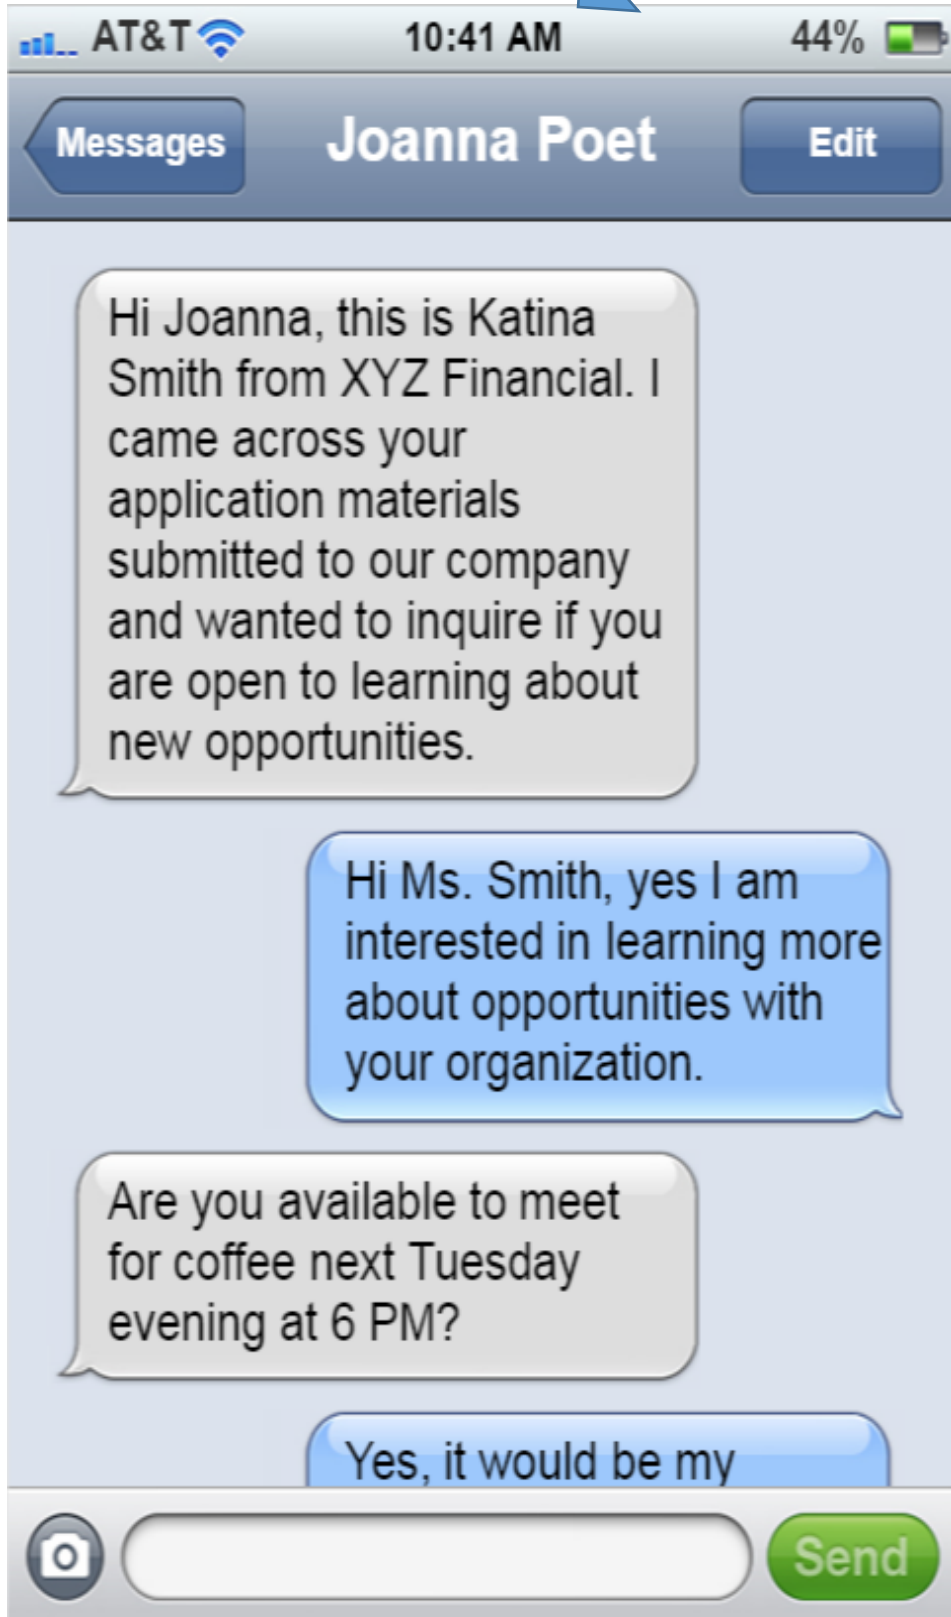 AT&T 10:41 AM 44%
Messages Joanna Poet Edit
Hi Joanna, this is Katina
Smith from XYZ Financial. I
came across your
application materials
submitted to our company
and wanted to inquire if you
are open to learning about
new opportunities.
Hi Ms. Smith, yes I am
interested in learning more
about opportunities with
your organization.
Are you available to meet
for coffee next Tuesday
evening at 6 PM?
Yes, it would be my
Send